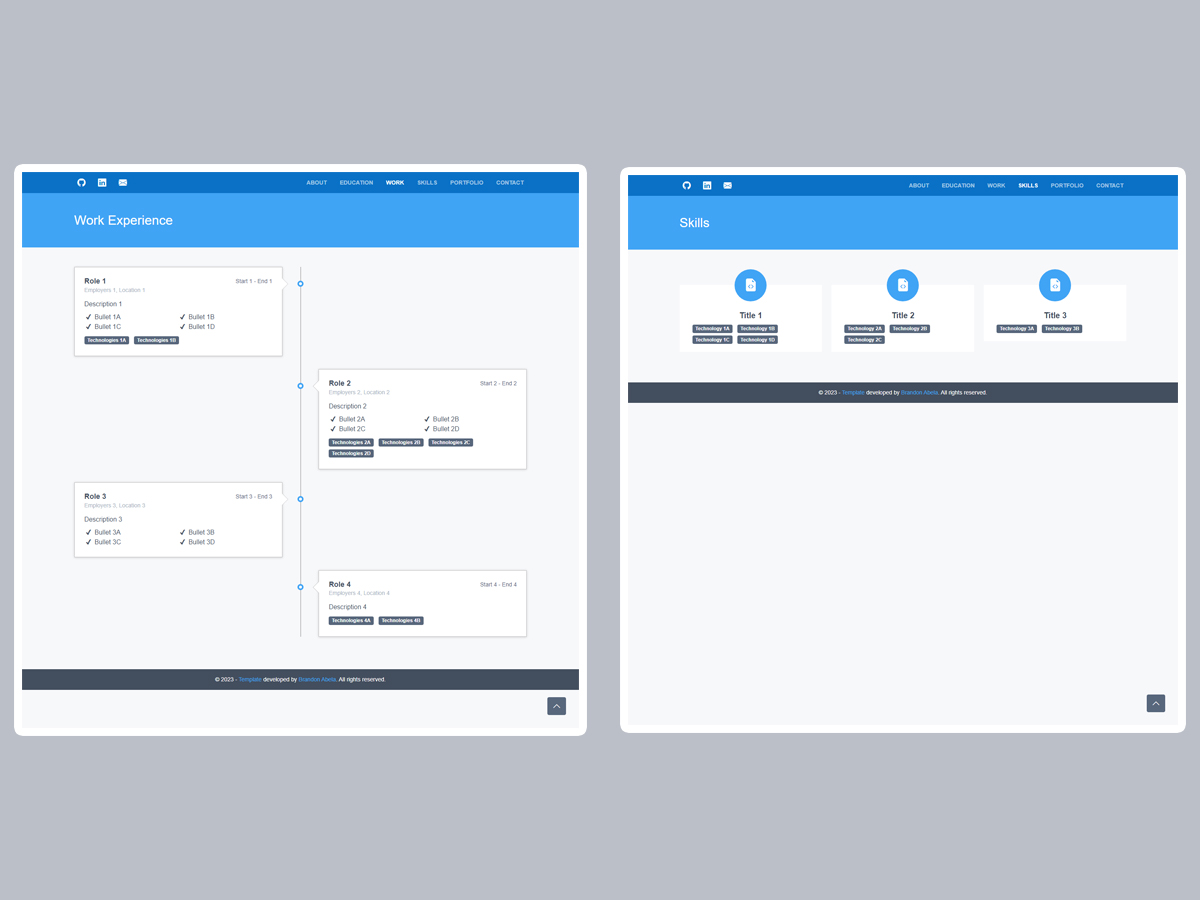 ABOUT EDUCATION WORK SKILLS PORTFOLIO CONTACT
Work Experience
Role 1 Start 1 - End 1
Employers 1, Location 1
Description 1
Bullet 1A Bullet 1B
Bullet 1C Bullet 1D
Technologies 1A Technologies 1B
Role 2 Start 2 - End 2
Employers 2, Location 2
Description 2
Bullet 2A Bullet 2B
Bullet 2C Bullet 2D
Technologies 2A Technologies 2B Technologies 2C
Technologies 2D
Role 3 Start 3 - End 3
Employers 3, Location 3
Description 3
Bullet 3A Bullet 3B
Bullet 3C Bullet 3D
Role 4 Start 4 - End 4
Employers 4, Location 4
Description 4
Technologies 4A Technologies 4B
© 2023 - Template developed by Brandon Abela. All rights reserved.
ABOUT EDUCATION WORK SKILLS PORTFOLIO CONTACT
Skills
Title 1
Technology 1A Technology 1B
Technology 1C Technology 1D
Title 2
Technology 2A Technology 2B
Technology 2C
Title 3
Technology 3A Technology 3B
© 2023 - Template developed by Brandon Abela. All rights reserved.